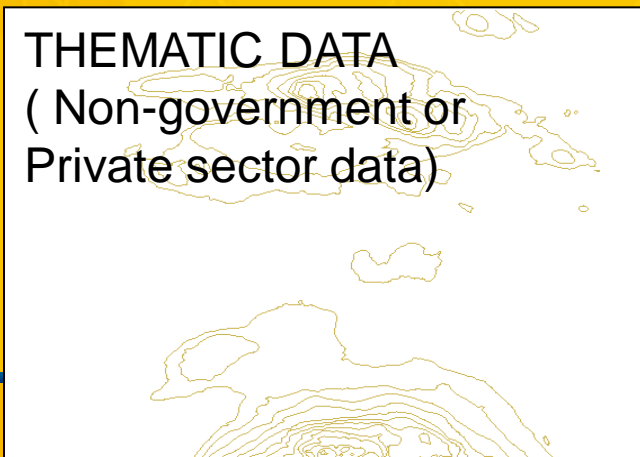 THEMATIC DATA
( Non-government or
Private sector data)